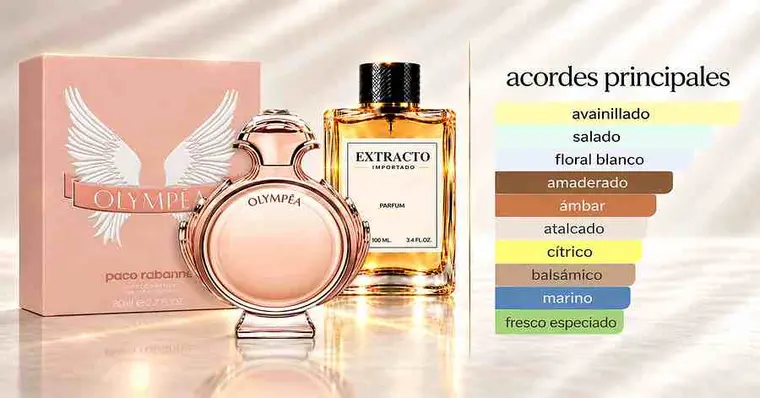 OLYMPÉA
paco rabanne
OLYMPÉA
EXTRACTO
IMPORTADO
PARFUM
100 ML. 3.4 FL.OZ.
acordes principales
avainillado
salado
floral blanco
amaderado
ámbar
atalcado
cítrico
balsámico
marino
fresco especiado